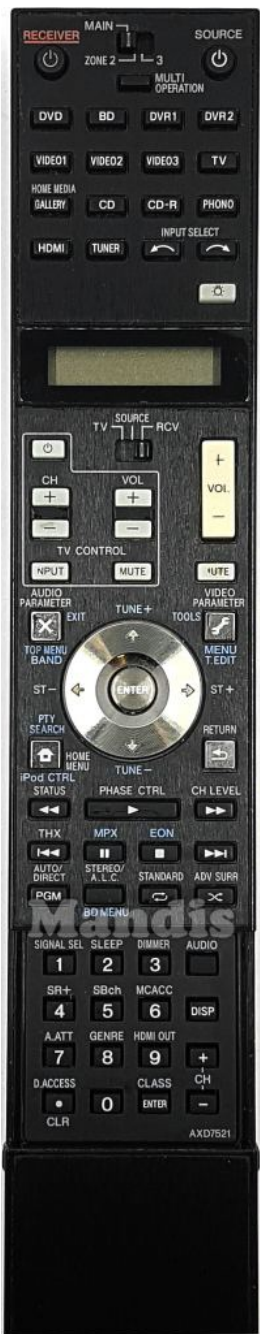 MAIN
RECEIVER
SOURCE
ZONE 2
3
MULTI
OPERATION
DVD BD DVR1 DVR2
VIDEO1 VIDEO2 VIDEO3 TV
HOME MEDIA
GALLERY CD CD-R PHONO
INPUT SELECT
HDMI TUNER
SOURCE
TV RCV
CH VOL
+ +
- -
+
VOL.
-
TV CONTROL
INPUT MUTE MUTE
AUDIO
PARAMETER
EXIT
TUNE+
TOOLS
VIDEO
PARAMETER
TOP MENU
BAND
MENU
T.EDIT
ST- ENTER ST+
PTY
SEARCH
HOME
MENU
RETURN
iPod CTRL
TUNE-
STATUS PHASE CTRL CH LEVEL
THX MPX EON
AUTO/
DIRECT
STEREO/
A.L.C.
STANDARD ADV SURR
PGM
BD MENU
Mandis
SIGNAL SEL SLEEP DIMMER AUDIO
1 2 3
SR+ SBch MCACC
4 5 6 DISP
A.ATT GENRE HDMI OUT
7 8 9 +
D.ACCESS CLASS CH
• 0 ENTER -
CLR
AXD7521